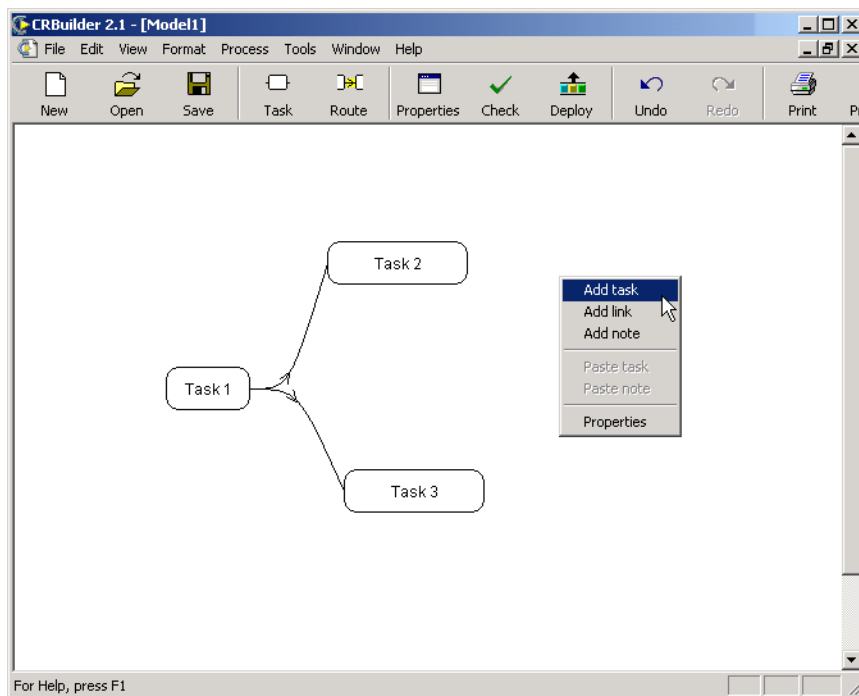 CRBuilder 2.1 - [Model1]
File Edit View Format Process Tools Window Help
New Open Save Task Route Properties Check Deploy Undo Redo Print
Task 2
Add task
Add link
Add note
Task 1
Paste task
Paste note
Properties
Task 3
For Help, press F1